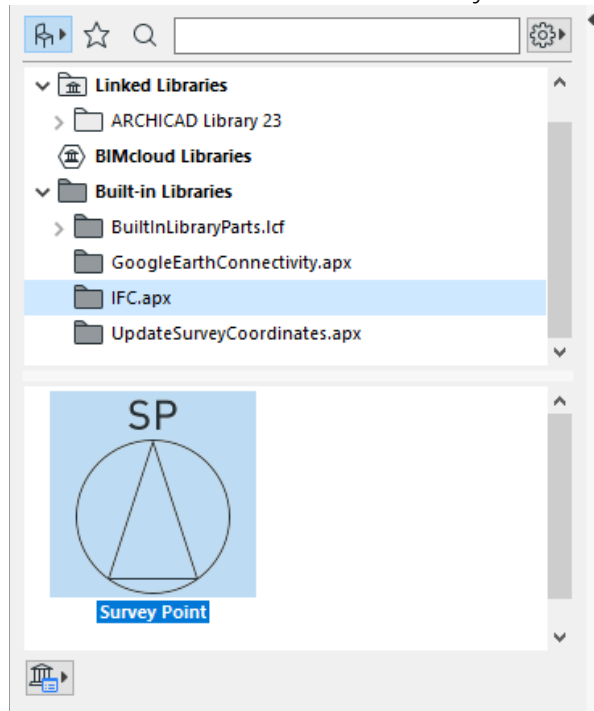 Linked Libraries
ARCHICAD Library 23
BIMcloud Libraries
Built-in Libraries
BuiltInLibraryParts.lcf
GoogleEarthConnectivity.apx
IFC.apx
UpdateSurveyCoordinates.apx
SP
Survey Point